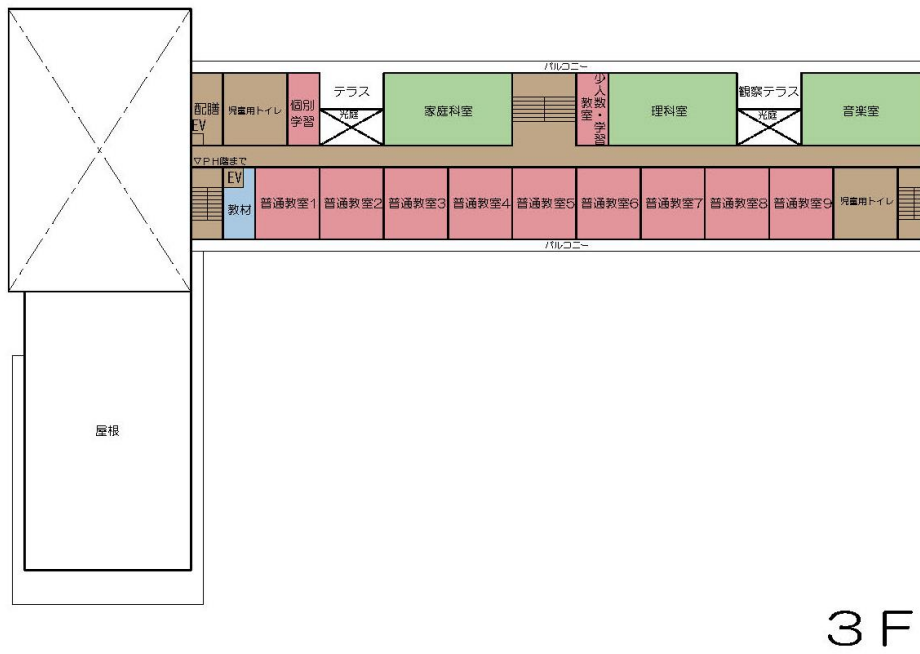 バルコニー
配膳
EV
児童用トイレ
個別
学習
テラス
光庭
家庭科室
少人数・学習
教室
理科室
観察テラス
光庭
音楽室
▽PH階まで
EV
教材
普通教室1
普通教室2
普通教室3
普通教室4
普通教室5
普通教室6
普通教室7
普通教室8
普通教室9
児童用トイレ
バルコニー
屋根
3F